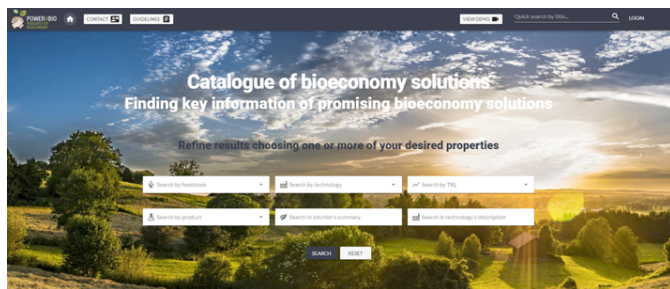 POWER4BIO
CONTACT
GUIDELINES
VIEW DEMO
Quick search by title...
LOGIN
Catalogue of bioeconomy solutions
Finding key information of promising bioeconomy solutions
Refine results choosing one or more of your desired properties
Search by feedstock
Search by technology
Search by TRL
Search by product
Search in solution's summary
Search in technology's description
SEARCH
RESET